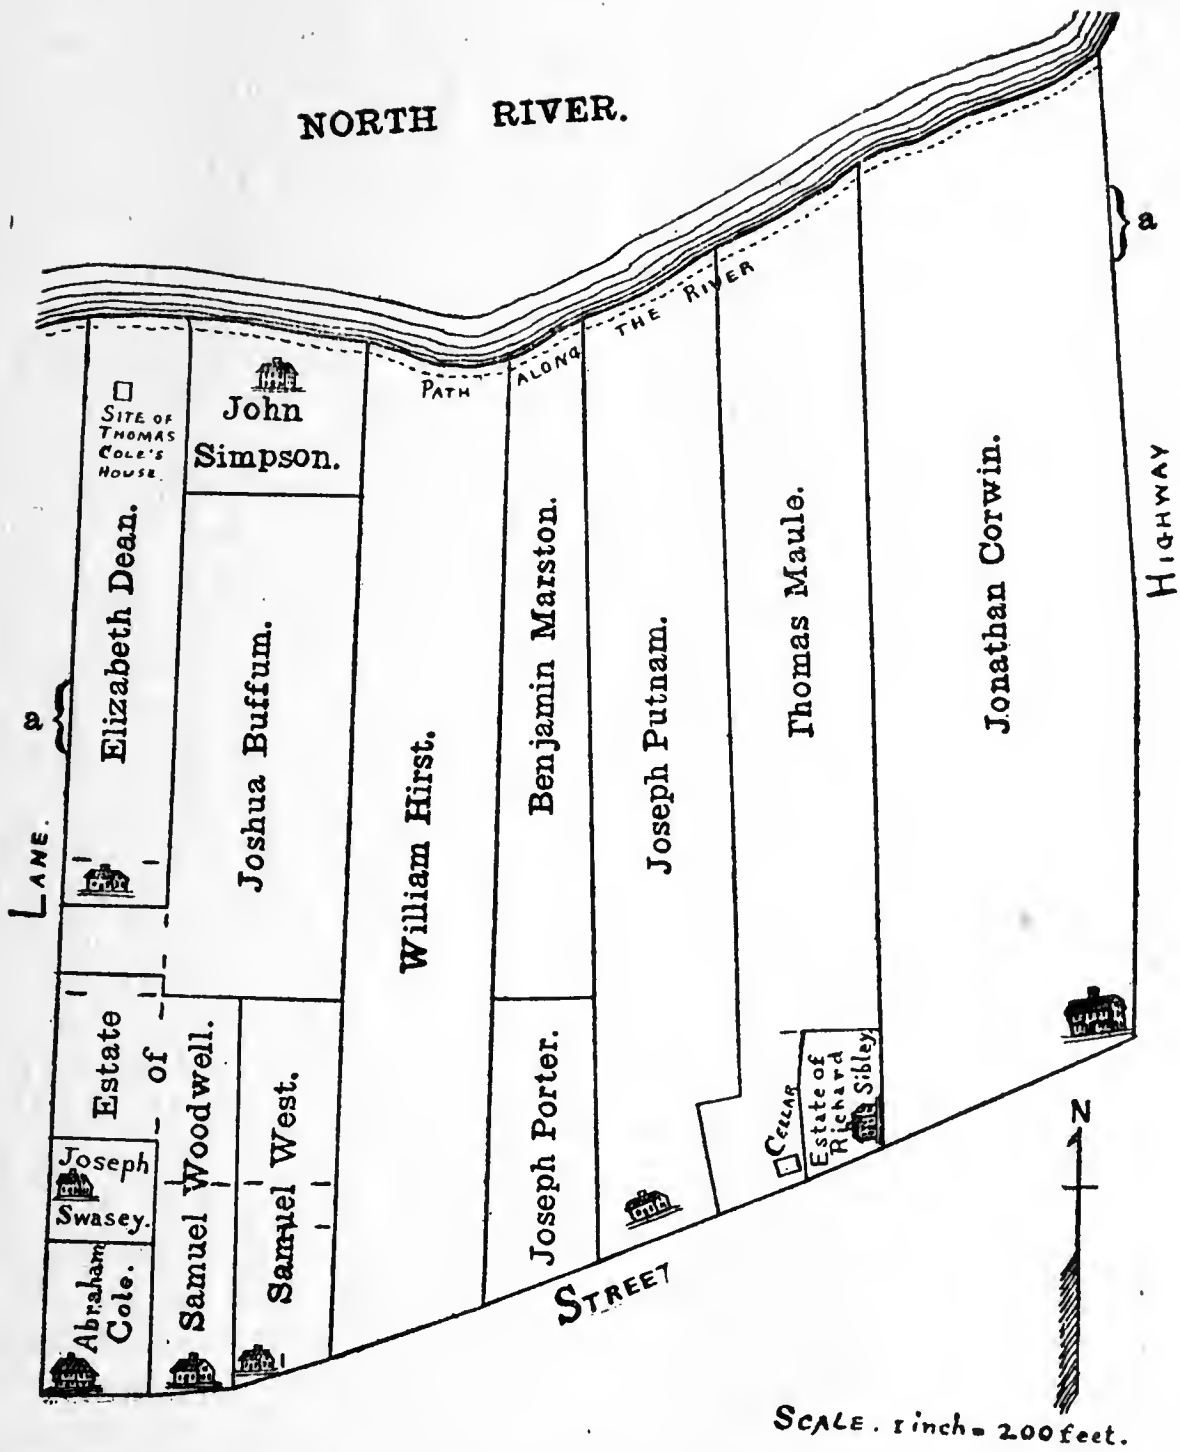 NORTH RIVER.
a
PATH ALONG THE RIVER
SITE OF
THOMAS
COLE'S
HOUSE.
John
Simpson.
Elizabeth Dean.
Joshua Buffum.
William Hirst.
Benjamin Marston.
Joseph Putnam.
Thomas Maule.
Jonathan Corwin.
HIGHWAY
a
LANE.
Estate
of
Samuel Woodwell.
Samuel West.
Joseph Porter.
CELLAR
Estate of
Richard
Sibley.
Joseph
Swasey.
Abraham
Cole.
STREET
N
SCALE. 1 inch = 200 feet.